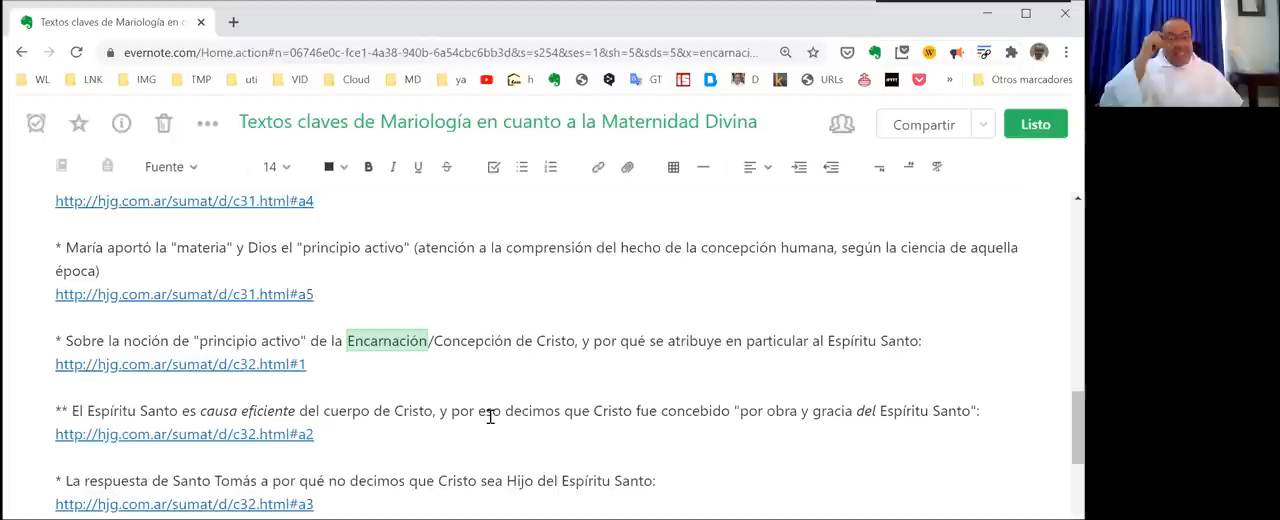 Textos claves de Mariología en c
evernote.com/Home.action#n=06746e0c-fce1-4a38-940b-6a54cbc6bb3d&s=s254&ses=1&sh=5&sds=5&x=encarnaci...
WL LNK IMG TMP uti VID Cloud MD ya h GT D URLs » Otros marcadores
Textos claves de Mariología en cuanto a la Maternidad Divina
Compartir Listo
Fuente 14 B I U S
http://hjg.com.ar/sumat/d/c31.html#a4
* María aportó la "materia" y Dios el "principio activo" (atención a la comprensión del hecho de la concepción humana, según la ciencia de aquella
época)
http://hjg.com.ar/sumat/d/c31.html#a5
* Sobre la noción de "principio activo" de la Encarnación/Concepción de Cristo, y por qué se atribuye en particular al Espíritu Santo:
http://hjg.com.ar/sumat/d/c32.html#1
** El Espíritu Santo es causa eficiente del cuerpo de Cristo, y por eso decimos que Cristo fue concebido "por obra y gracia del Espíritu Santo":
http://hjg.com.ar/sumat/d/c32.html#a2
* La respuesta de Santo Tomás a por qué no decimos que Cristo sea Hijo del Espíritu Santo:
http://hjg.com.ar/sumat/d/c32.html#a3